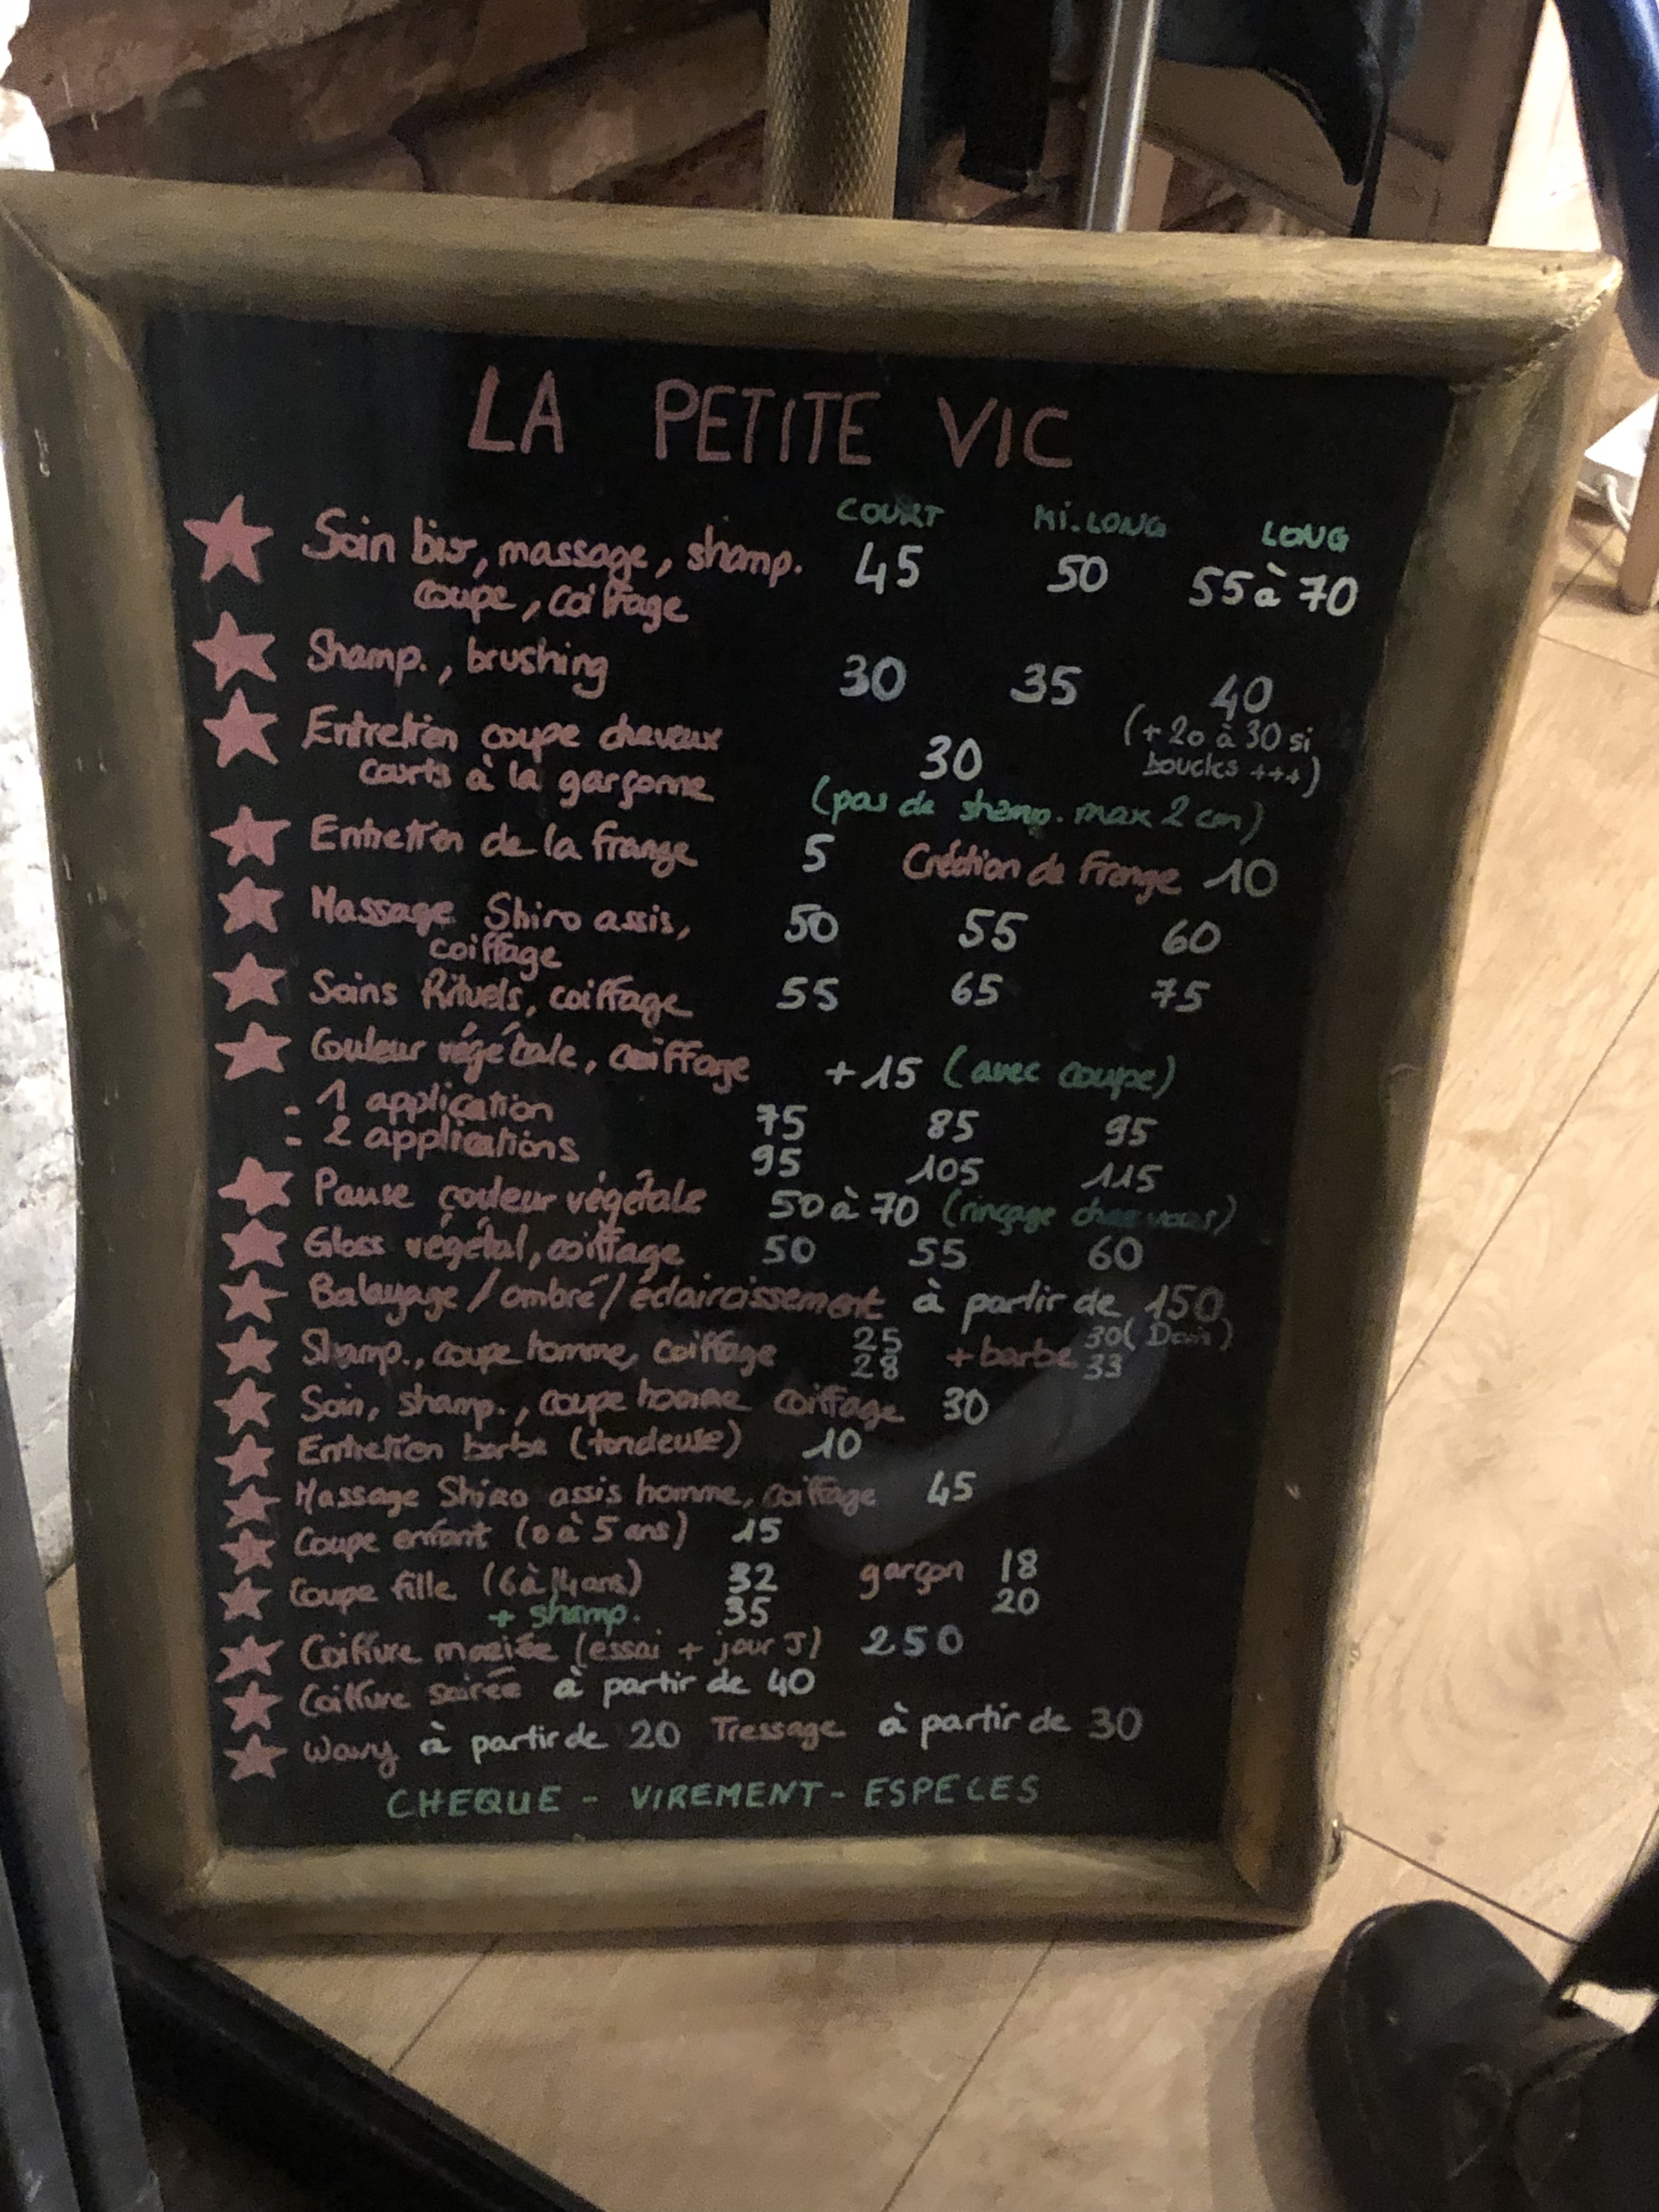 LA PETITE VIC
COURT MI.LONG LONG
Soin bio, massage, shamp. 45 50 55 à 70
coupe, coiffage
Shamp., brushing 30 35 40
(+ 20 à 30 si
boucles +++)
Entretien coupe cheveux 30
courts à la garçonne (pas de shamp. max 2 cm)
Entretien de la frange 5 Création de frange 10
Massage Shiro assis, 50 55 60
coiffage
Soins Rituels, coiffage 55 65 75
Couleur végétale, coiffage +15 (avec coupe)
- 1 application 75 85 95
- 2 applications 95 105 115
Pause couleur végétale 50 à 70 (rinçage chez vous)
Gloss végétal, coiffage 50 55 60
Balayage / ombré / éclaircissement à partir de 150
Shamp., coupe homme, coiffage 25 + barbe 30
28 33
Soin, shamp., coupe homme coiffage 30
Entretien barbe (tondeuse) 10
Massage Shiro assis homme, coiffage 45
Coupe enfant (0 à 5 ans) 15
Coupe fille (6 à 14 ans) 32 garçon 18
+ shamp. 35 20
Coiffure mariée (essai + jour J) 250
Coiffure soirée à partir de 40
Wavy à partir de 20 Tressage à partir de 30
CHEQUE - VIREMENT - ESPECES